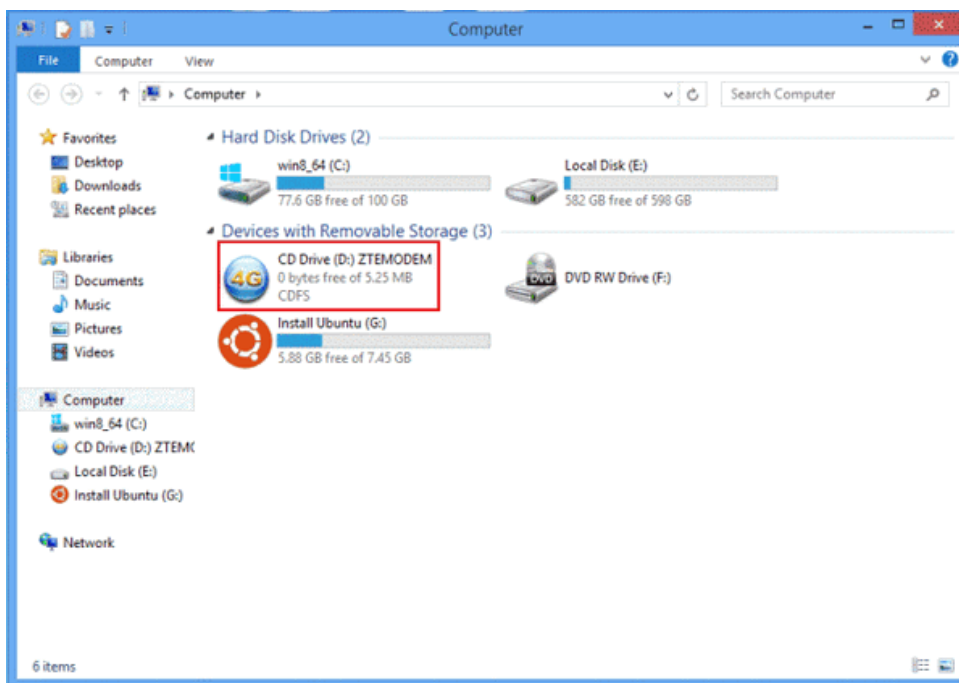 Computer
File Computer View
Computer
Search Computer
Favorites
Desktop
Downloads
Recent places
Libraries
Documents
Music
Pictures
Videos
Computer
win8_64 (C:)
CD Drive (D:) ZTEM
Local Disk (E:)
Install Ubuntu (G:)
Network
Hard Disk Drives (2)
win8_64 (C:)
77.6 GB free of 100 GB
Local Disk (E:)
582 GB free of 598 GB
Devices with Removable Storage (3)
4G
CD Drive (D:) ZTEMODEM
0 bytes free of 5.25 MB
CDFS
DVD
DVD RW Drive (F:)
Install Ubuntu (G:)
5.88 GB free of 7.45 GB
6 items